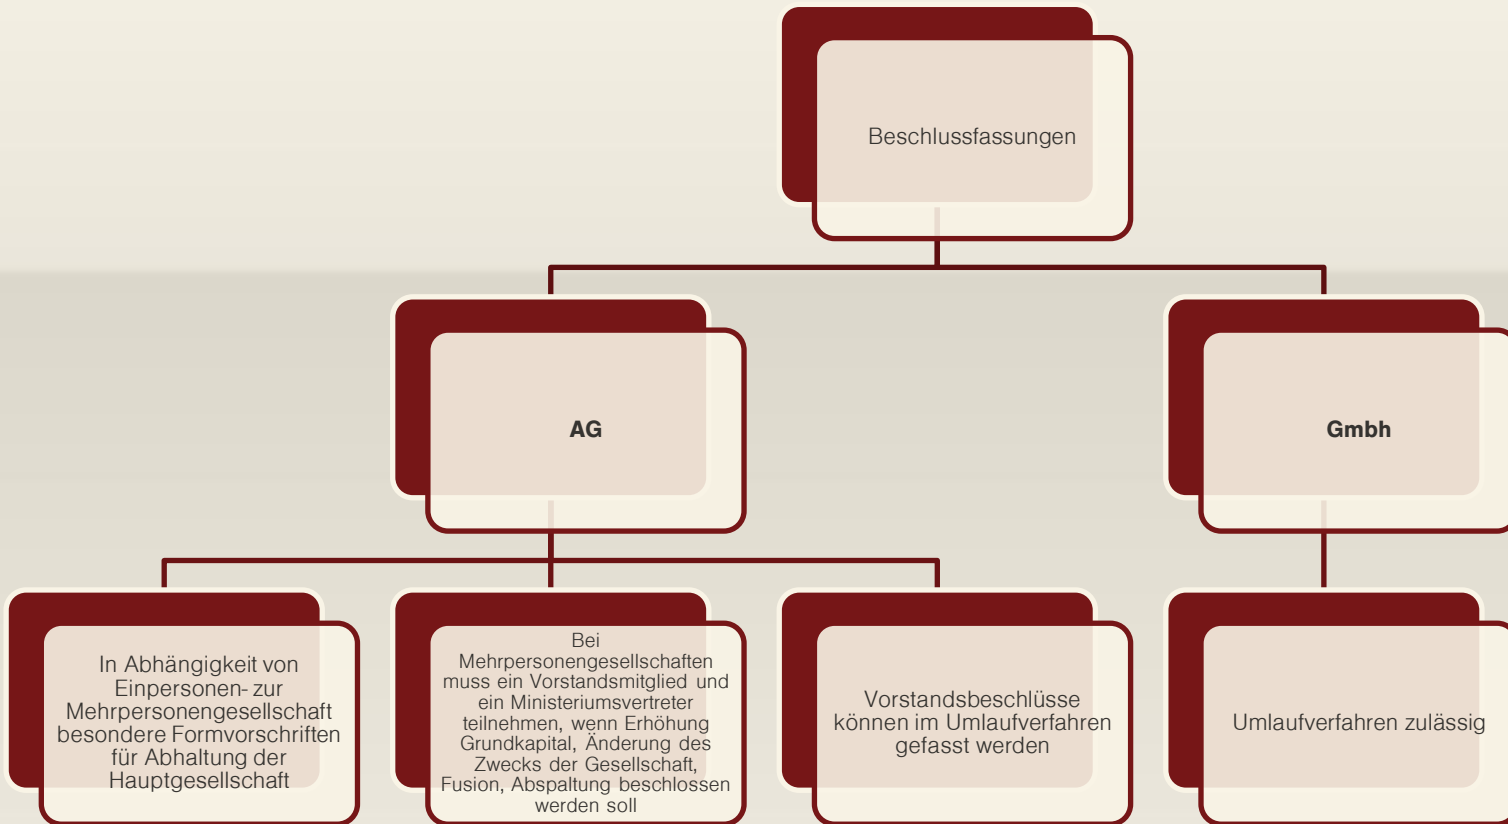 Beschlussfassungen
AG
Gmbh
In Abhängigkeit von
Einpersonen- zur
Mehrpersonengesellschaft
besondere Formvorschriften
für Abhaltung der
Hauptgesellschaft
Bei
Mehrpersonengesellschaften
muss ein Vorstandsmitglied und
ein Ministeriumsvertreter
teilnehmen, wenn Erhöhung
Grundkapital, Änderung des
Zwecks der Gesellschaft,
Fusion, Abspaltung beschlossen
werden soll
Vorstandsbeschlüsse
können im Umlaufverfahren
gefasst werden
Umlaufverfahren zulässig